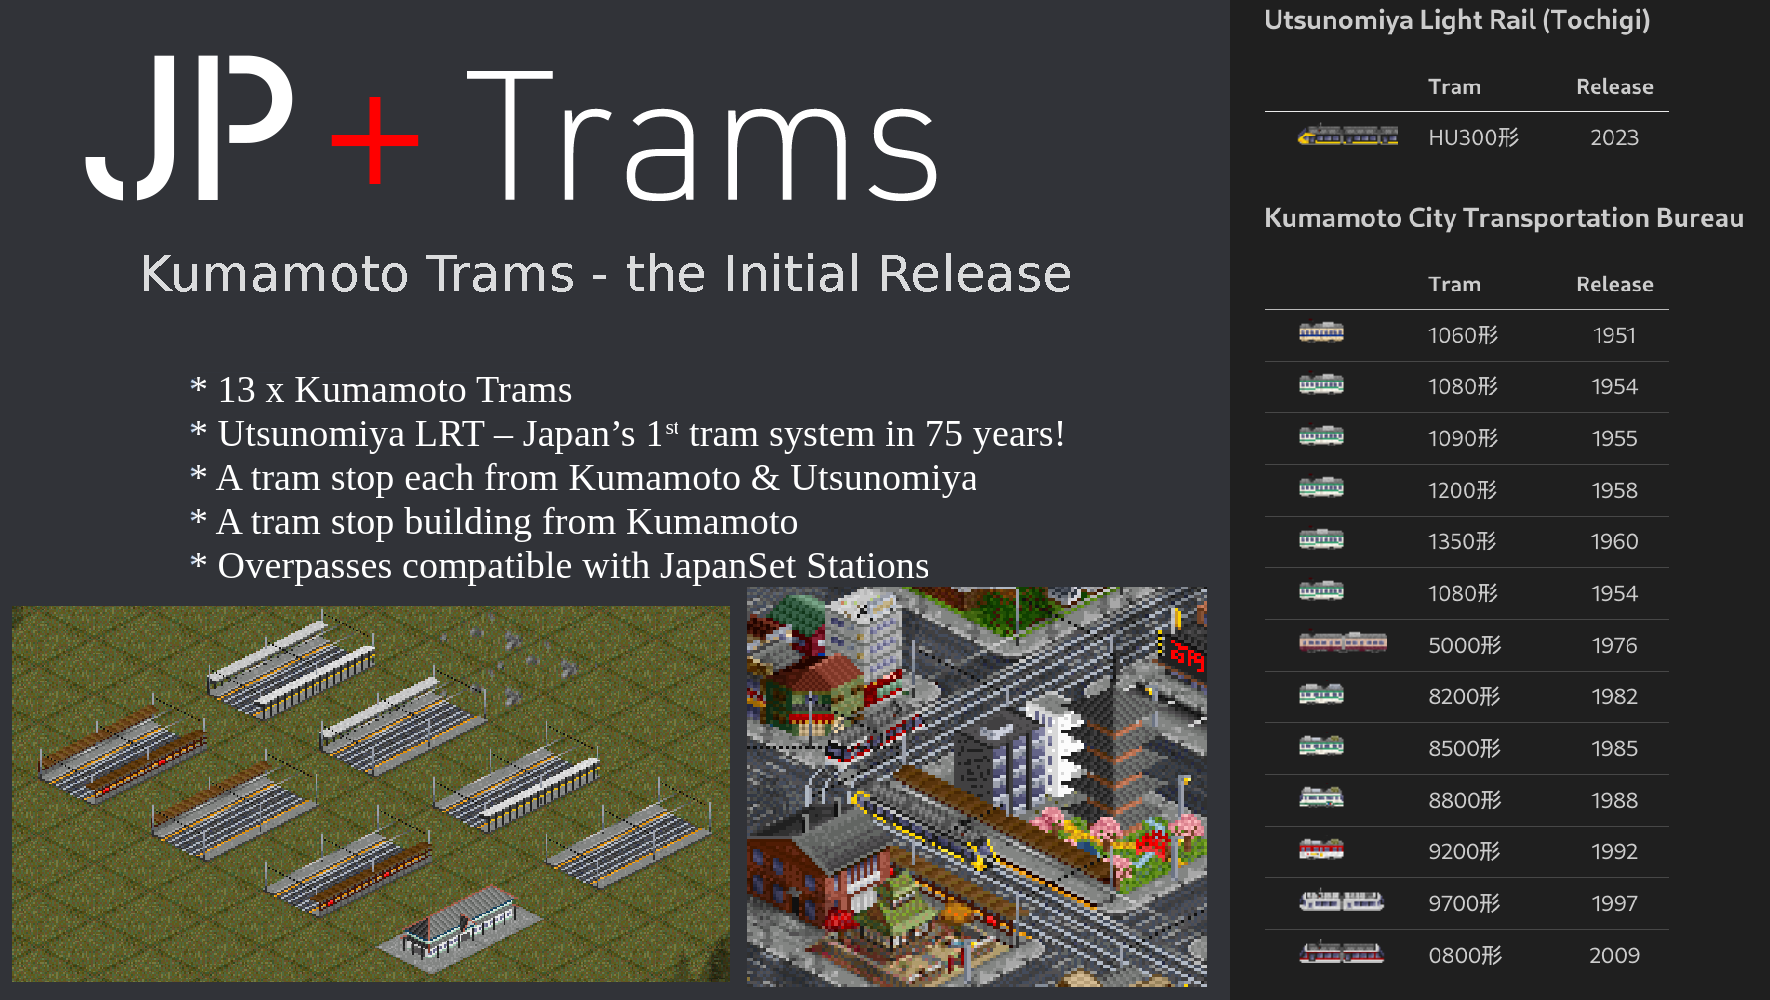 JP + Trams
Kumamoto Trams - the Initial Release
* 13 x Kumamoto Trams
* Utsunomiya LRT – Japan’s 1st tram system in 75 years!
* A tram stop each from Kumamoto & Utsunomiya
* A tram stop building from Kumamoto
* Overpasses compatible with JapanSet Stations
Utsunomiya Light Rail (Tochigi)
Tram Release
HU300形 2023
Kumamoto City Transportation Bureau
Tram Release
1060形 1951
1080形 1954
1090形 1955
1200形 1958
1350形 1960
1080形 1954
5000形 1976
8200形 1982
8500形 1985
8800形 1988
9200形 1992
9700形 1997
0800形 2009